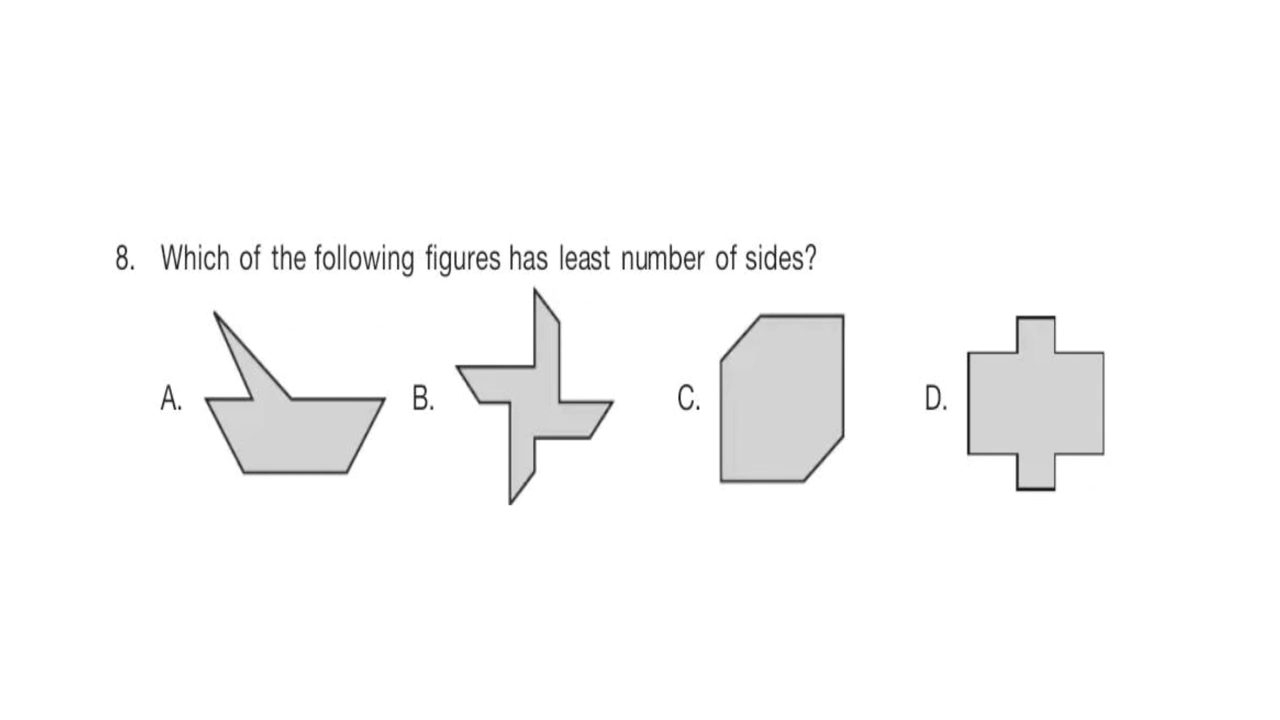 8. Which of the following figures has least number of sides?
A. B. C. D.